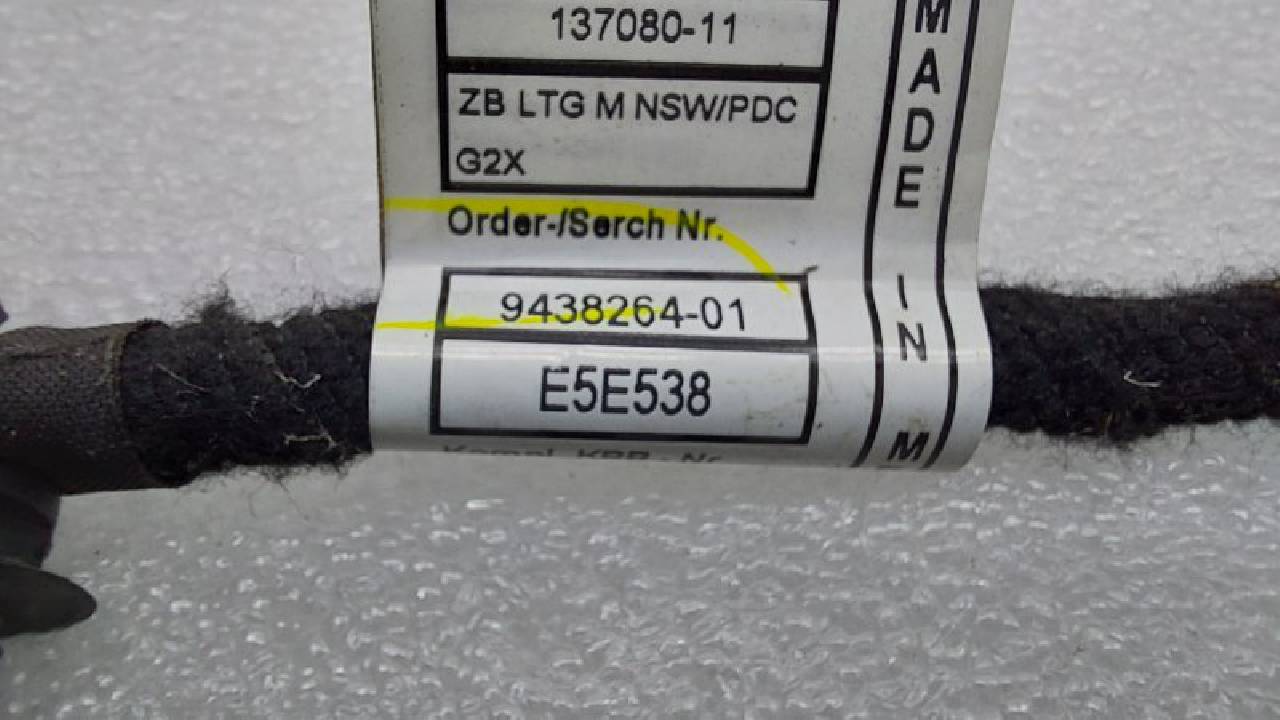 137080-11
ZB LTG M NSW/PDC
G2X
Order-/Serch Nr.
9438264-01
E5E538
MADE IN M